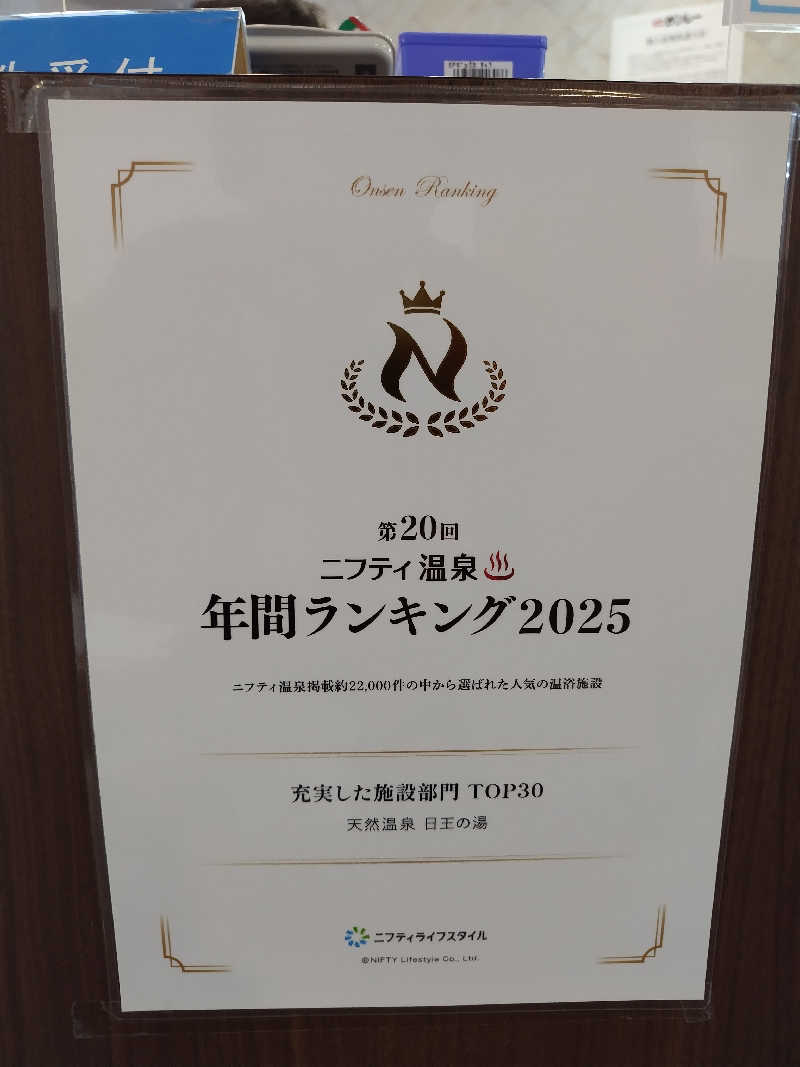 受付
Onsen Ranking
N
第20回
ニフティ温泉
年間ランキング2025
ニフティ温泉掲載約22,000件の中から選ばれた人気の温浴施設
充実した施設部門 TOP30
天然温泉 日王の湯
ニフティライフスタイル
©NIFTY Lifestyle Co., Ltd.